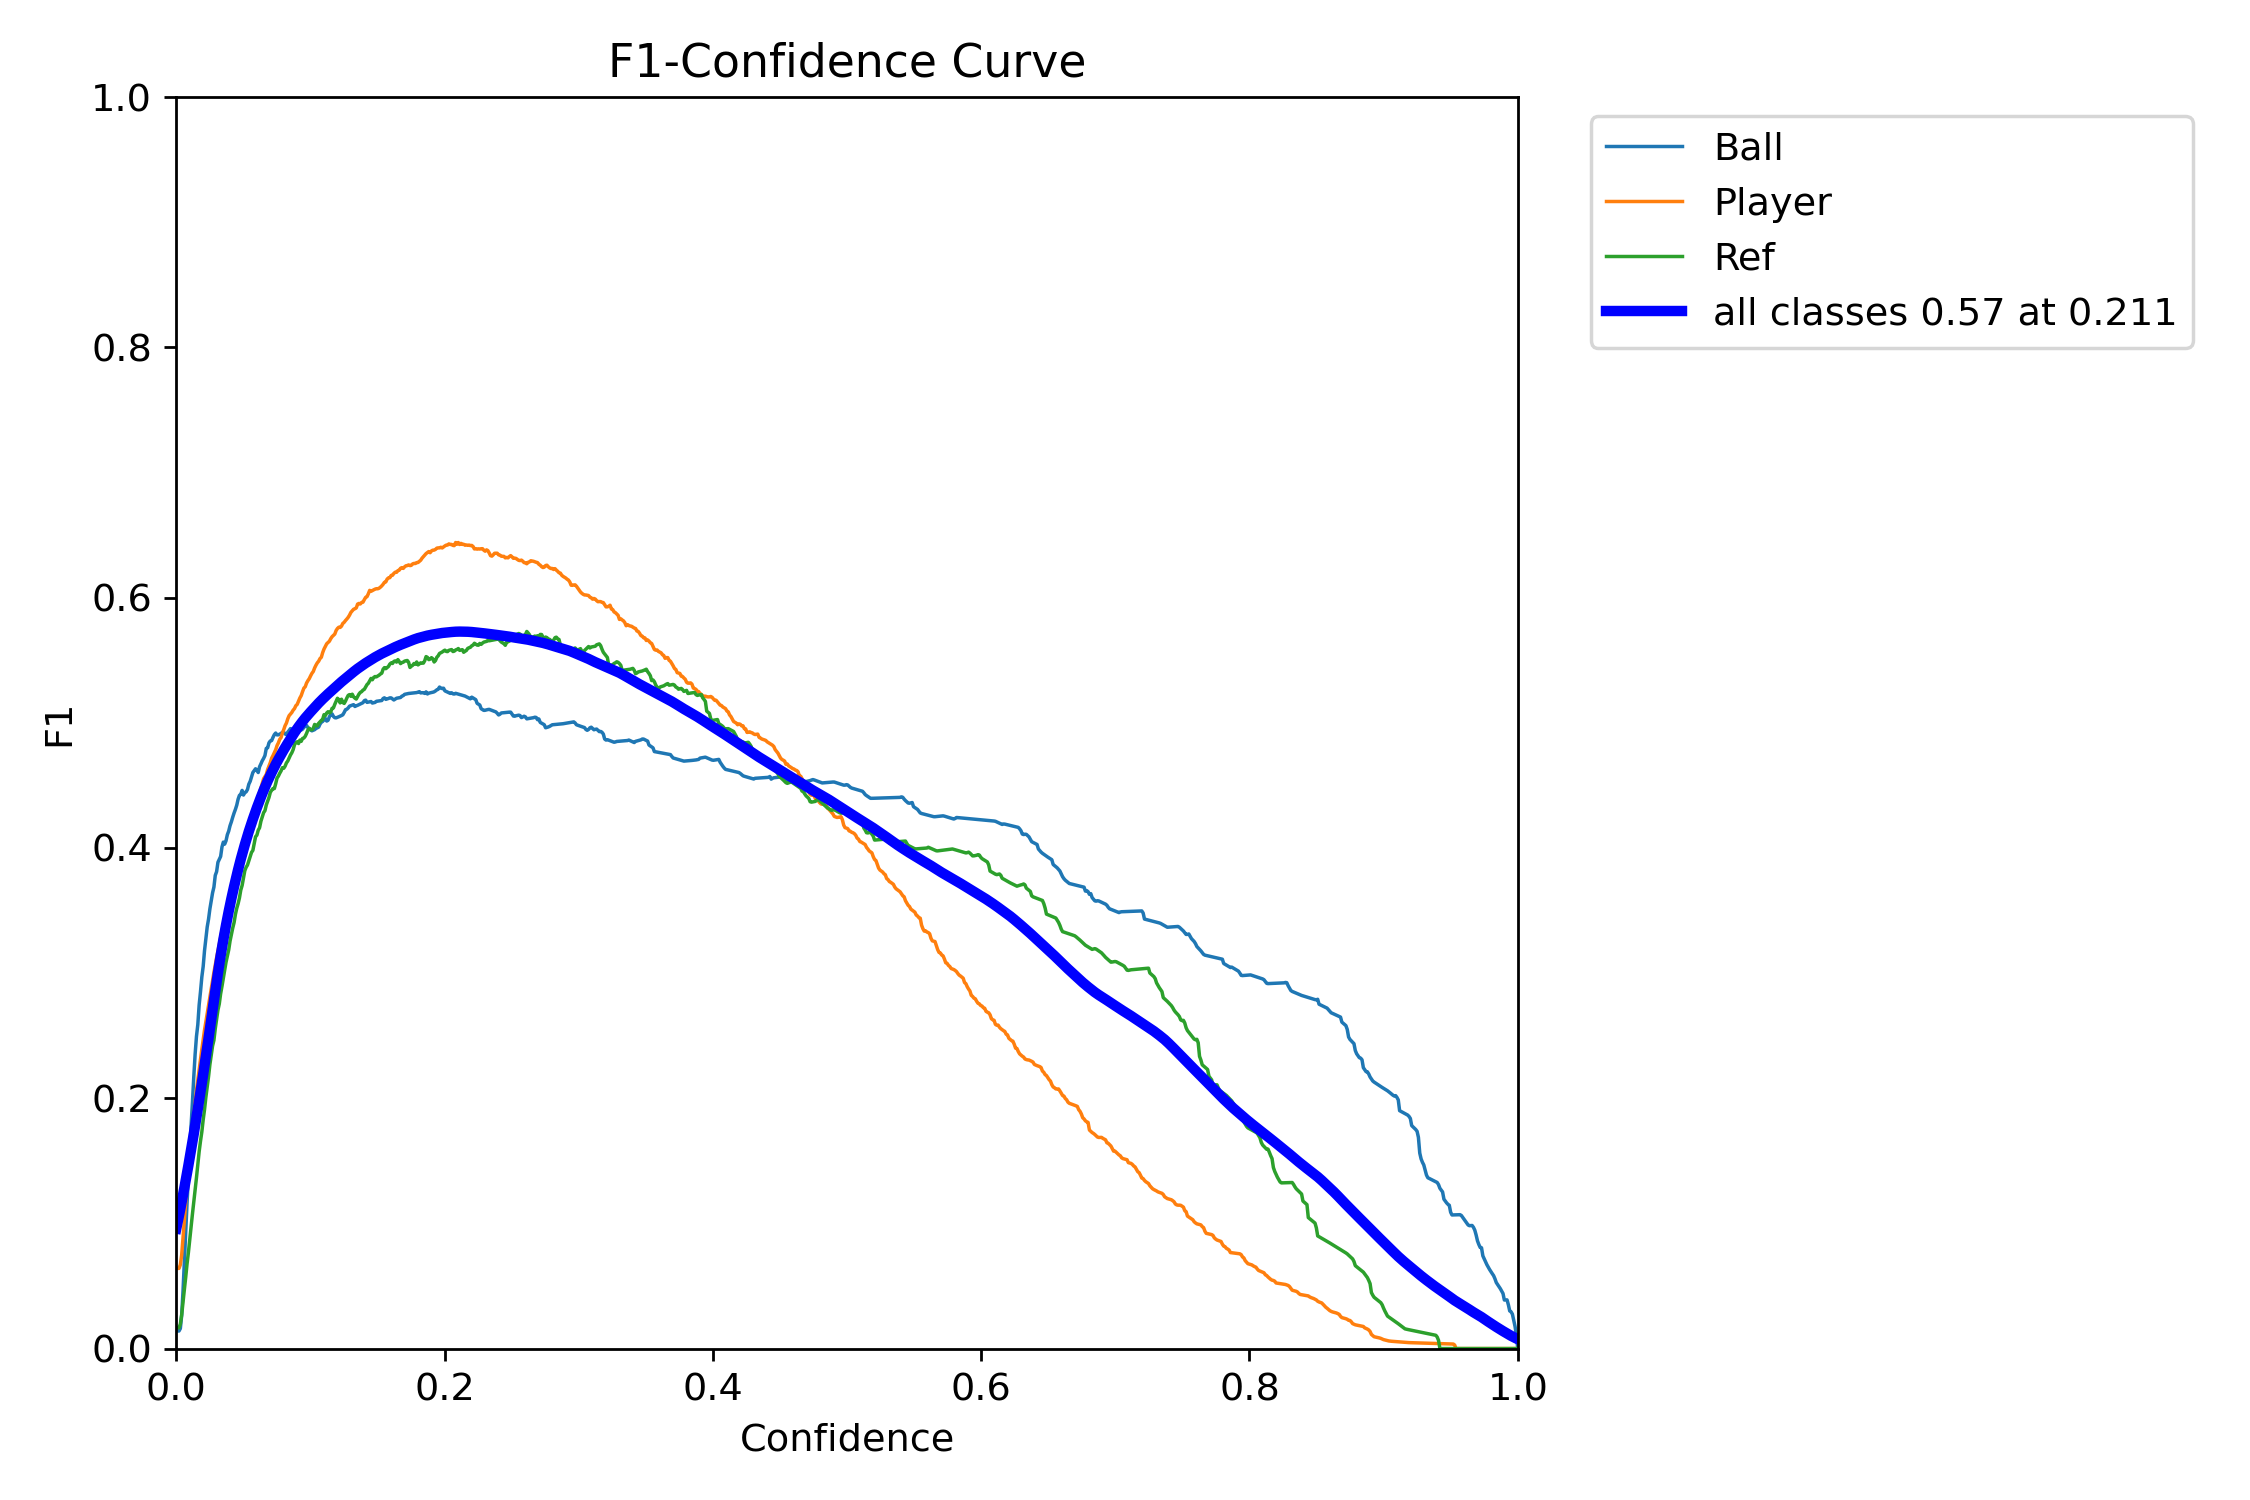 F1-Confidence Curve
1.0
0.8
0.6
0.4
0.2
0.0
F1
0.0 0.2 0.4 0.6 0.8 1.0
Confidence
Ball
Player
Ref
all classes 0.57 at 0.211